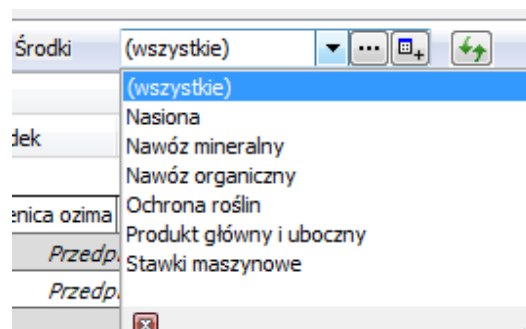 Środki (wszystkie)
(wszystkie)
Nasiona
Nawóz mineralny
Nawóz organiczny
Ochrona roślin
Produkt główny i uboczny
Stawki maszynowe
dek
enica ozima
Przedp
Przedp